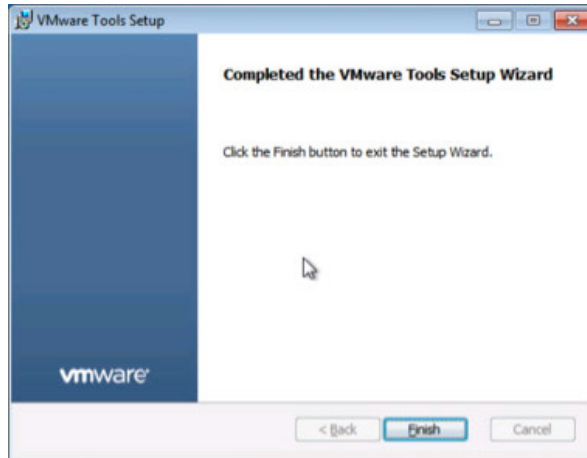 VMware Tools Setup
Completed the VMware Tools Setup Wizard
Click the Finish button to exit the Setup Wizard.
vmware
< Back Finish Cancel